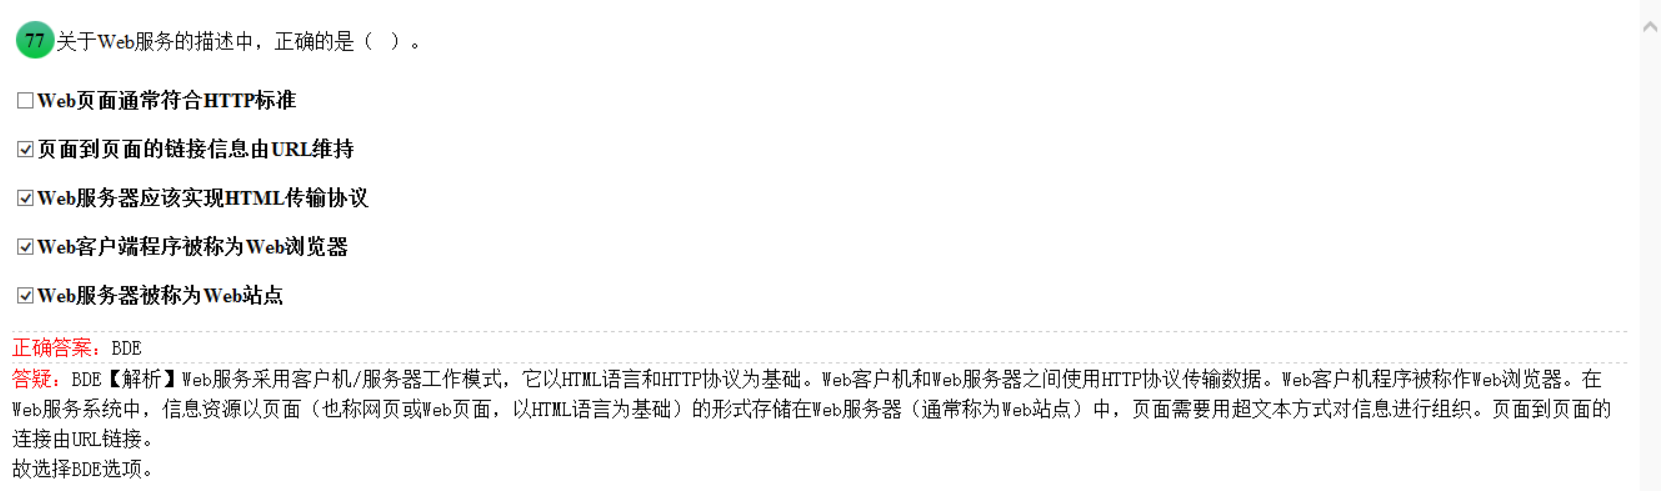 77 关于Web服务的描述中，正确的是（ ）。
Web页面通常符合HTTP标准
页面到页面的链接信息由URL维持
Web服务器应该实现HTML传输协议
Web客户端程序被称为Web浏览器
Web服务器被称为Web站点
正确答案：BDE
答疑：BDE【解析】Web服务采用客户机/服务器工作模式，它以HTML语言和HTTP协议为基础。Web客户机和Web服务器之间使用HTTP协议传输数据。Web客户机程序被称作Web浏览器。在
Web服务系统中，信息资源以页面（也称网页或Web页面，以HTML语言为基础）的形式存储在Web服务器（通常称为Web站点）中，页面需要用超文本方式对信息进行组织。页面到页面的
连接由URL链接。
故选择BDE选项。